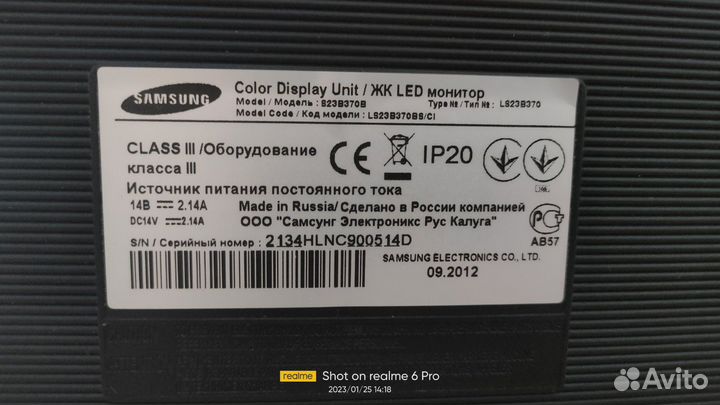 SAMSUNG
Color Display Unit / ЖК LED монитор
Model / Модель : S23B370B Type № / Тип № : LS23B370
Model Code / Код модели : LS23B370BS/CI
CLASS III /Оборудование
класса III
CE IP20
Источник питания постоянного тока
14В 2.14A
DC14V 2.14A
Made in Russia/Сделано в России компанией
ООО "Самсунг Электроникс Рус Калуга"
АВ57
S/N / Серийный номер : 2134HLNC900514D
SAMSUNG ELECTRONICS CO., LTD.
09.2012
realme Shot on realme 6 Pro
2023/01/25 14:18
Avito